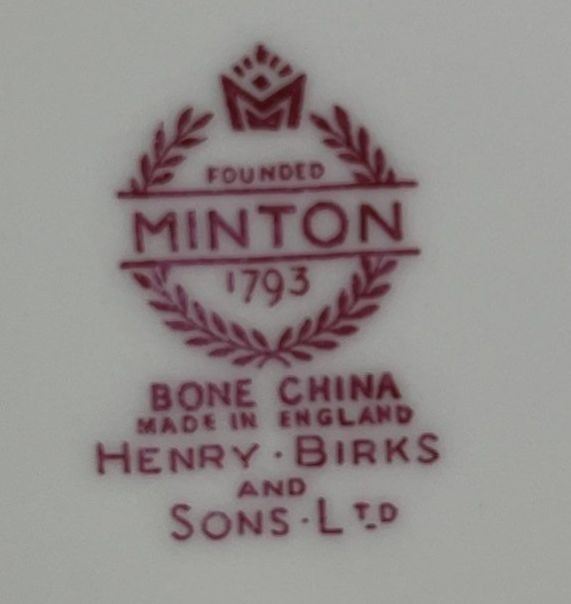 FOUNDED
MINTON
1793
BONE CHINA
MADE IN ENGLAND
HENRY · BIRKS
AND
SONS · LTD